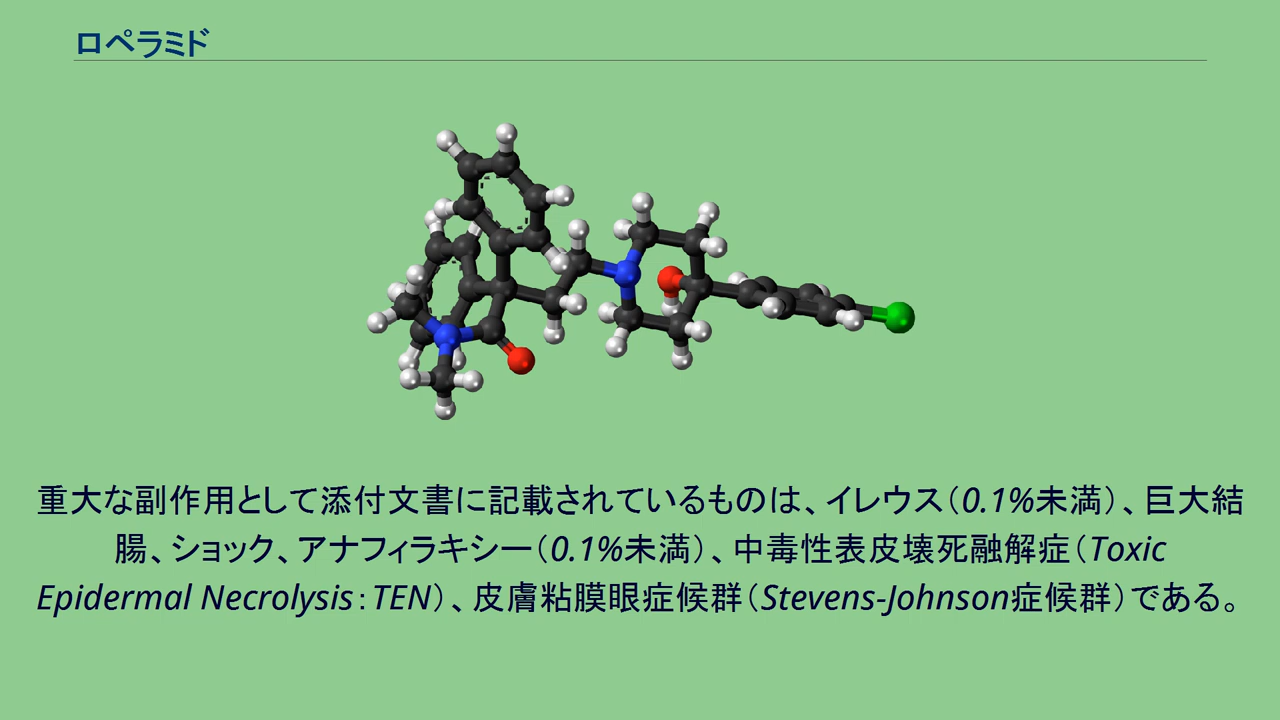 ロペラミド
重大な副作用として添付文書に記載されているものは、イレウス（0.1%未満）、巨大結
腸、ショック、アナフィラキシー（0.1%未満）、中毒性表皮壊死融解症（Toxic
Epidermal Necrolysis：TEN）、皮膚粘膜眼症候群（Stevens-Johnson症候群）である。